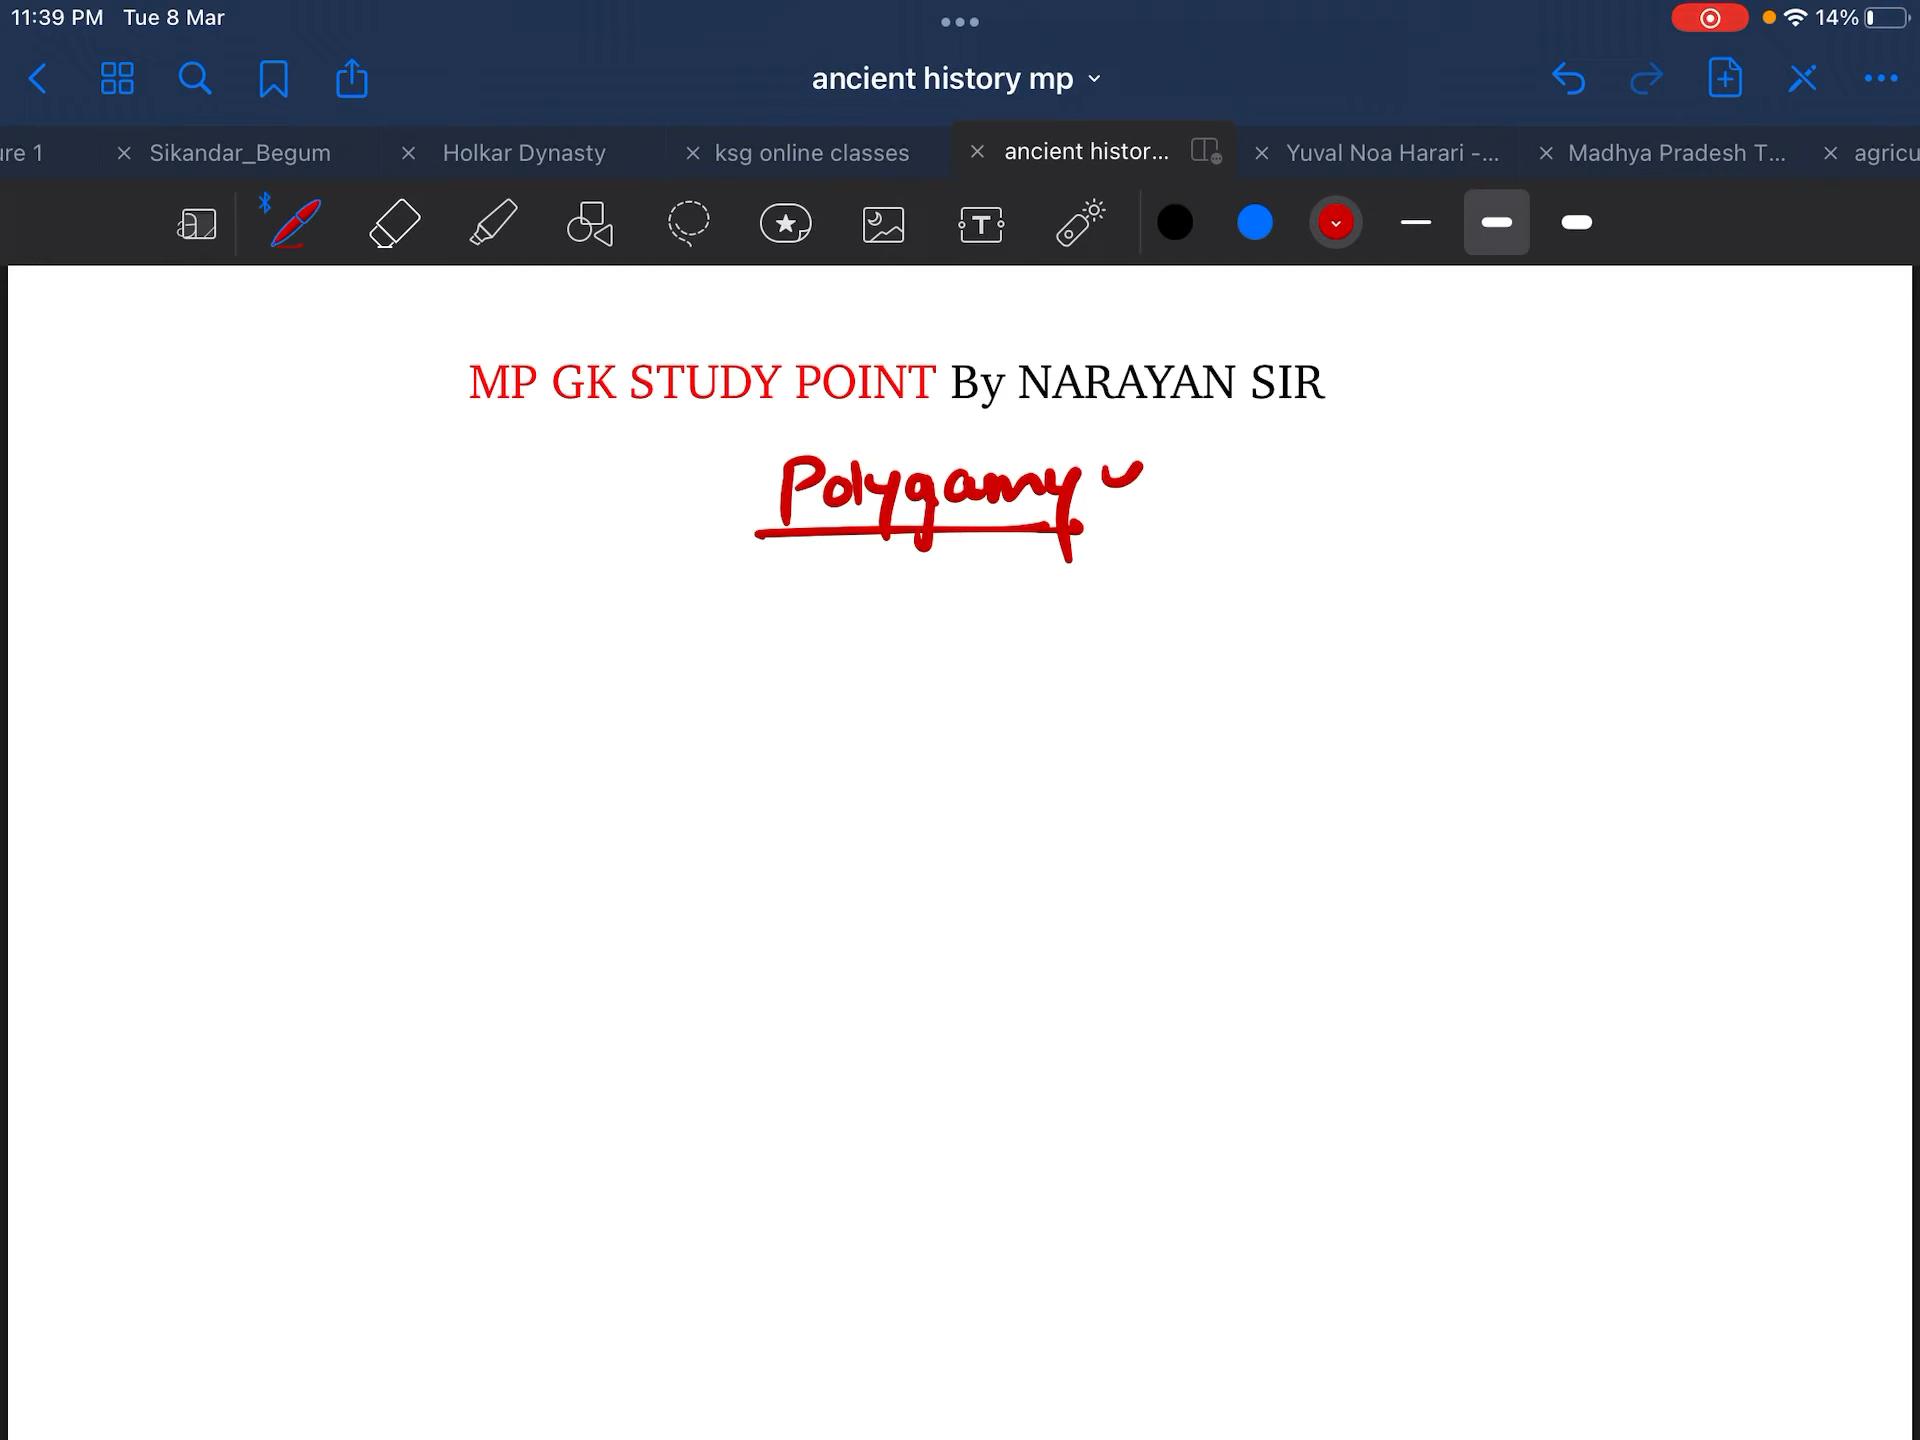 11:39 PM Tue 8 Mar 14%
ancient history mp
ure 1 Sikandar_Begum Holkar Dynasty ksg online classes ancient histor... Yuval Noa Harari -... Madhya Pradesh T... agricu
T
MP GK STUDY POINT By NARAYAN SIR
Polygamy